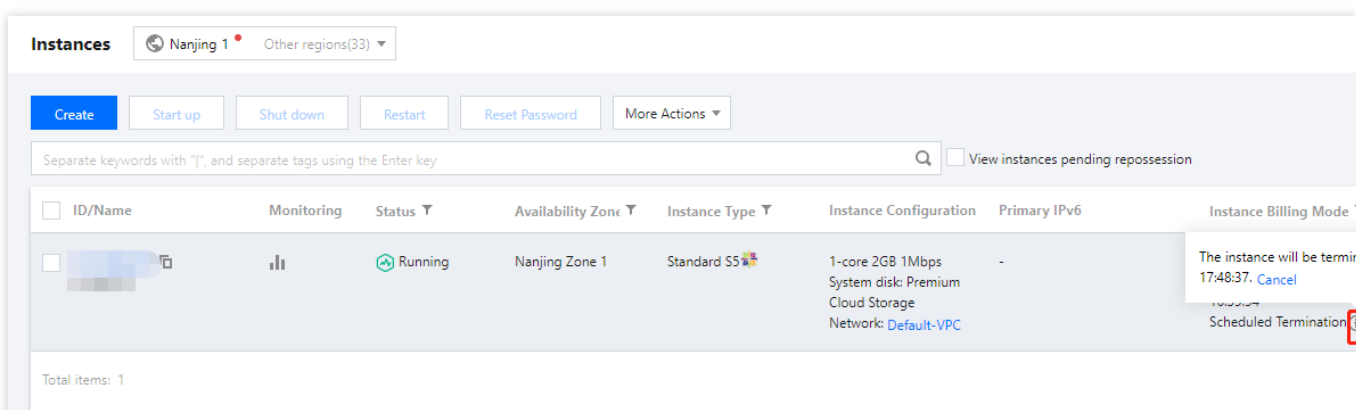 Instances
Nanjing 1 Other regions(33)
Create Start up Shut down Restart Reset Password More Actions
Separate keywords with "|", and separate tags using the Enter key View instances pending repossession
ID/Name Monitoring Status Availability Zone Instance Type Instance Configuration Primary IPv6 Instance Billing Mode
Running Nanjing Zone 1 Standard S5 1-core 2GB 1Mbps -
System disk: Premium
Cloud Storage
Network: Default-VPC
The instance will be
17:48:37. Cancel
Scheduled Termination
Total items: 1